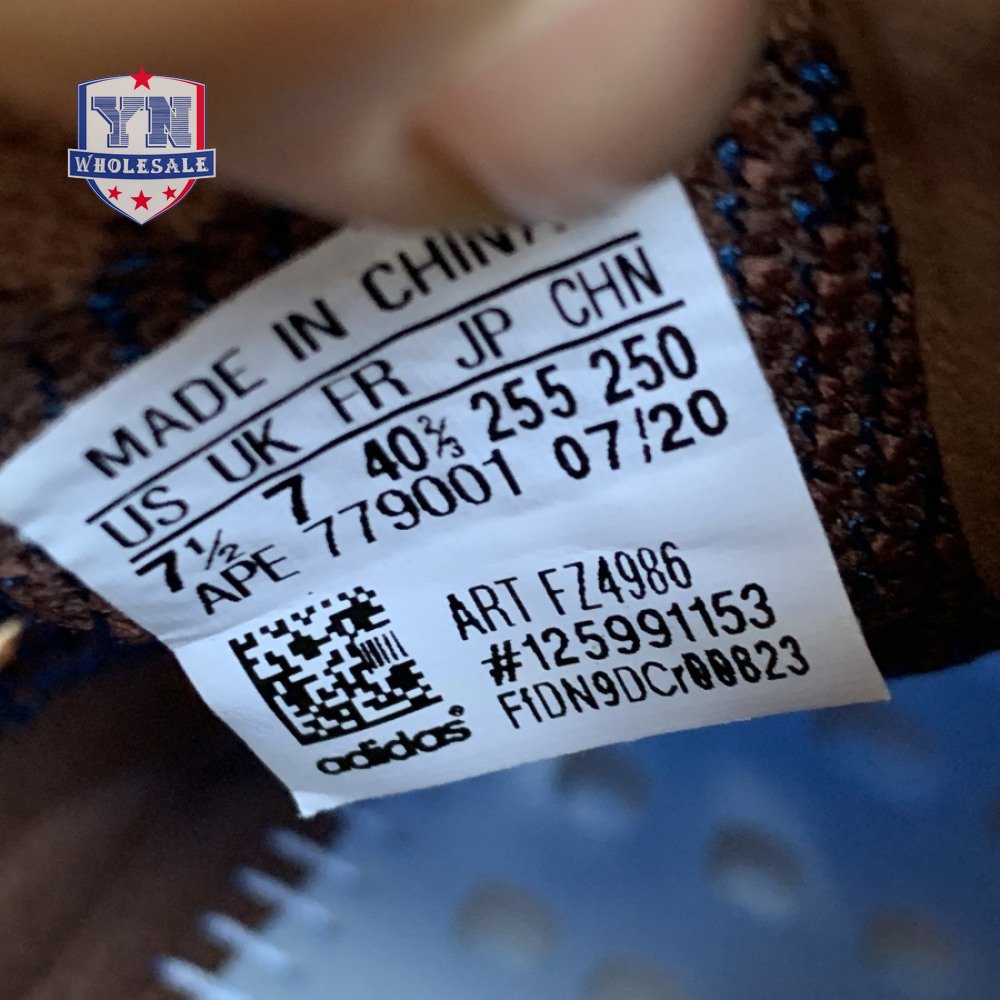 YN
WHOLESALE
MADE IN CHINA
US UK FR JP CHN
7½ 7 40⅔ 255 250
APE 779001 07/20
ART FZ4986
#125991153
adidas®